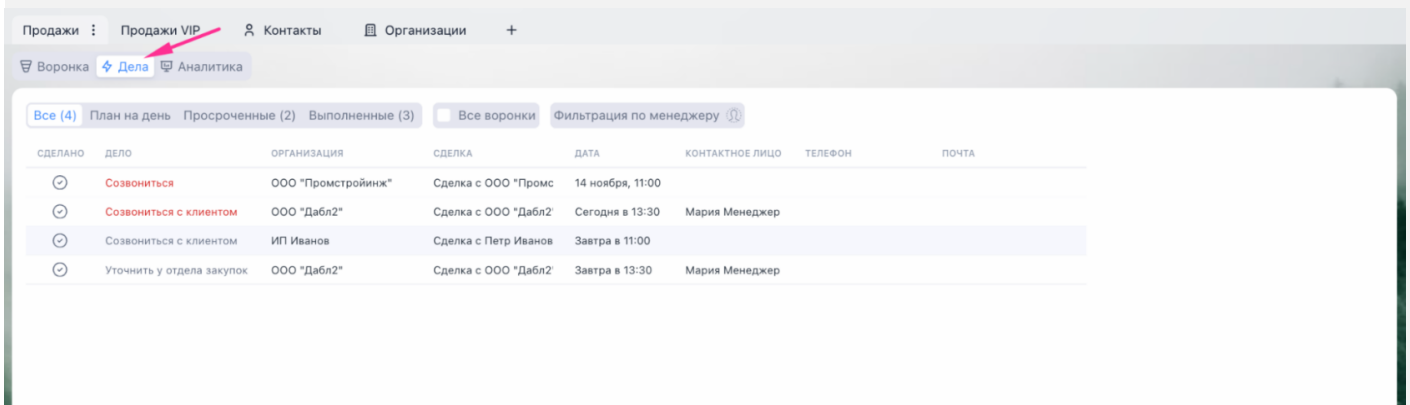 Продажи Продажи VIP Контакты Организации +
Воронка Дела Аналитика
Все (4) План на день Просроченные (2) Выполненные (3) Все воронки Фильтрация по менеджеру
СДЕЛАНО ДЕЛО ОРГАНИЗАЦИЯ СДЕЛКА ДАТА КОНТАКТНОЕ ЛИЦО ТЕЛЕФОН ПОЧТА
Созвониться ООО "Промстройинж" Сделка с ООО "Промс 14 ноября, 11:00
Созвониться с клиентом ООО "Дабл2" Сделка с ООО "Дабл2" Сегодня в 13:30 Мария Менеджер
Созвониться с клиентом ИП Иванов Сделка с Петр Иванов Завтра в 11:00
Уточнить у отдела закупок ООО "Дабл2" Сделка с ООО "Дабл2" Завтра в 13:30 Мария Менеджер